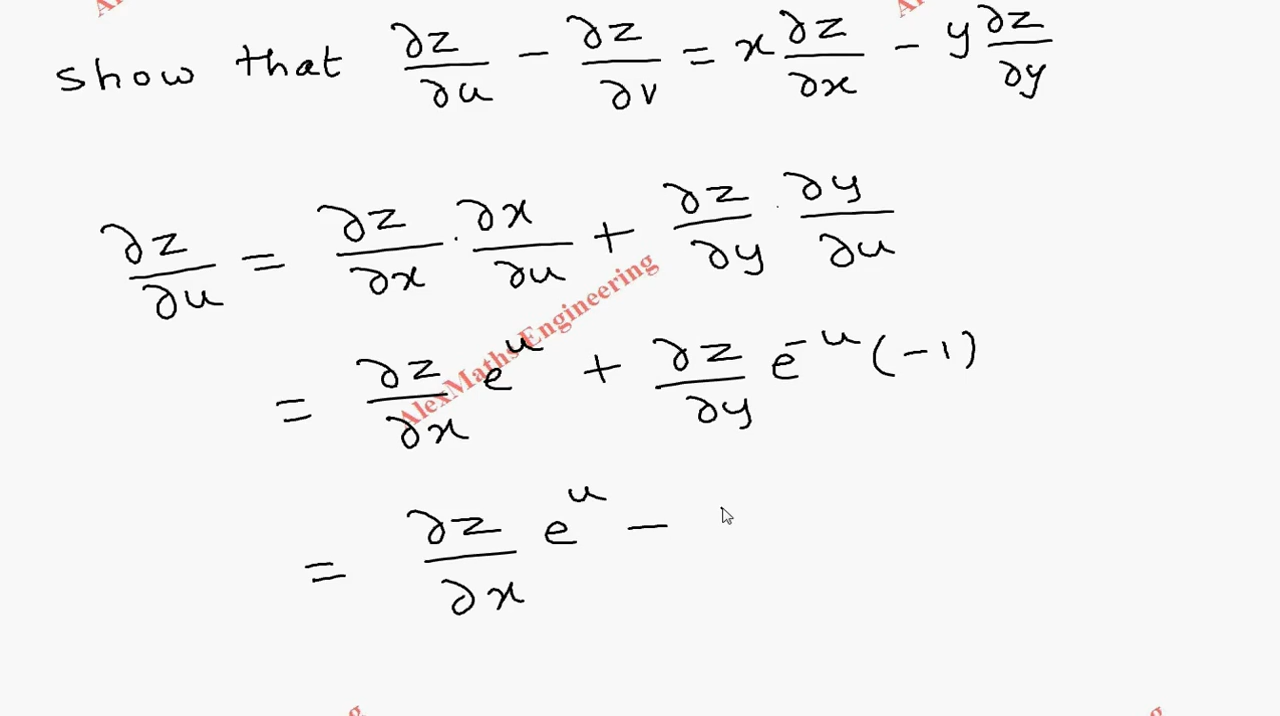 show that ∂z/∂u − ∂z/∂v = x ∂z/∂x − y ∂z/∂y
∂z/∂u = ∂z/∂x · ∂x/∂u + ∂z/∂y · ∂y/∂u
= ∂z/∂x e^u + ∂z/∂y e^−u (−1)
AlexMaths Engineering
= ∂z/∂x e^u −